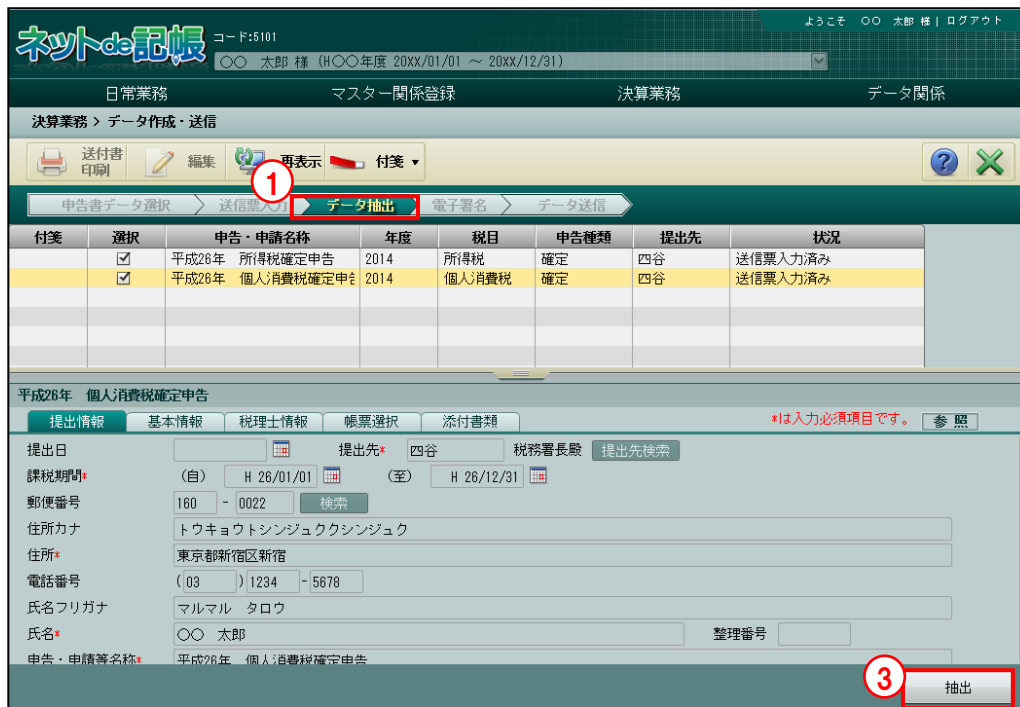 ようこそ ○○ 太郎 様 | ログアウト
ネットde記帳 コード:5101
○○ 太郎 様 (H○○年度 20XX/01/01 ～ 20XX/12/31)
日常業務 マスター関係登録 決算業務 データ関係
決算業務 > データ作成・送信
送付書印刷 編集 再表示 付箋 ▼
①
申告書データ選択 送信票入力 データ抽出 電子署名 データ送信
付箋 選択 申告・申請名称 年度 税目 申告種類 提出先 状況
平成26年 所得税確定申告 2014 所得税 確定 四谷 送信票入力済み
平成26年 個人消費税確定申告 2014 個人消費税 確定 四谷 送信票入力済み
平成26年 個人消費税確定申告
提出情報 基本情報 税理士情報 帳票選択 添付書類 *は入力必須項目です。 参照
提出日 提出先* 四谷 税務署長殿 提出先検索
課税期間* (自) H 26/01/01 (至) H 26/12/31
郵便番号 160 - 0022 検索
住所カナ トウキョウトシンジュククシンジュク
住所* 東京都新宿区新宿
電話番号 (03 )1234 -5678
氏名フリガナ マルマル タロウ
氏名* ○○ 太郎 整理番号
申告・申請等名称* 平成26年 個人消費税確定申告
③ 抽出